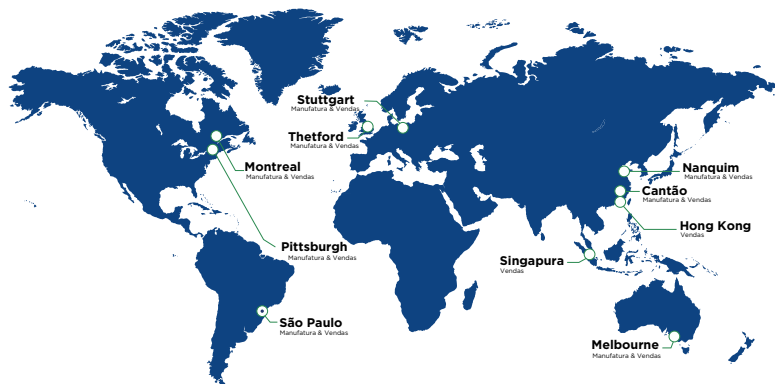 Stuttgart
Manufatura & Vendas
Thetford
Manufatura & Vendas
Montreal
Manufatura & Vendas
Nanquim
Manufatura & Vendas
Cantão
Manufatura & Vendas
Hong Kong
Vendas
Pittsburgh
Manufatura & Vendas
Singapura
Vendas
São Paulo
Manufatura & Vendas
Melbourne
Manufatura & Vendas